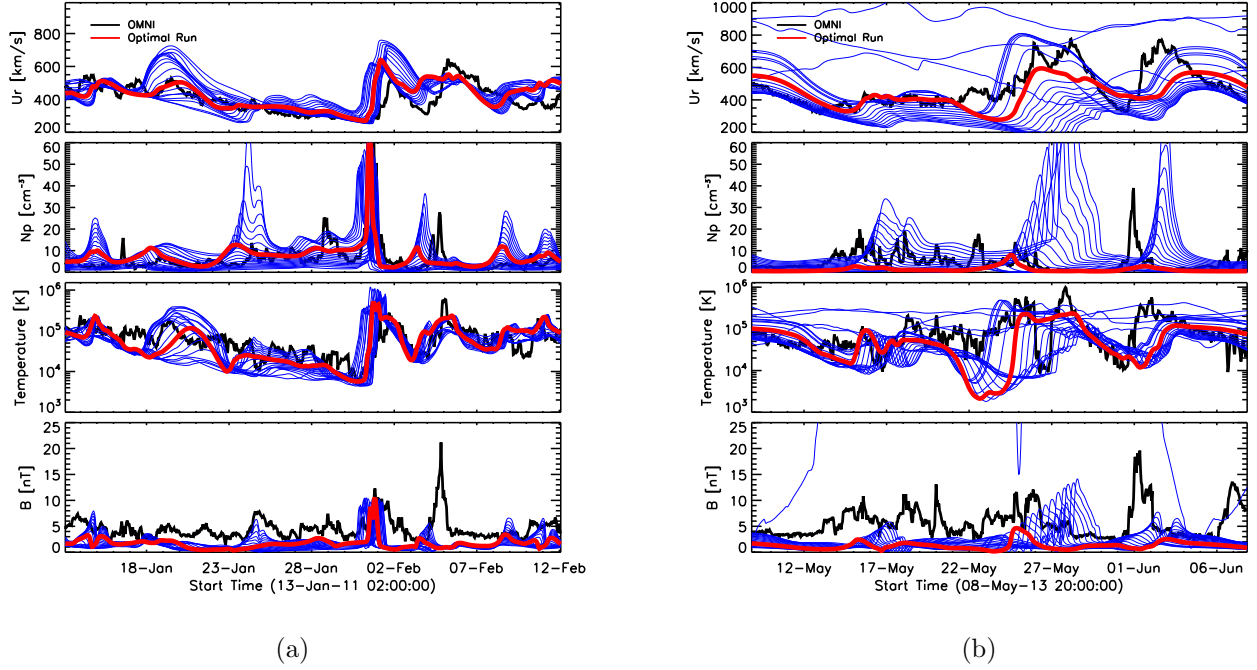 OMNI
Optimal Run
Ur [km/s]
800
600
400
200
Np [cm⁻³]
60
50
40
30
20
10
0
Temperature [K]
10⁶
10⁵
10⁴
10³
B [nT]
25
20
15
10
5
0
18-Jan 23-Jan 28-Jan 02-Feb 07-Feb 12-Feb
Start Time (13-Jan-11 02:00:00)
(a)
OMNI
Optimal Run
Ur [km/s]
1000
800
600
400
200
Np [cm⁻³]
60
50
40
30
20
10
0
Temperature [K]
10⁶
10⁵
10⁴
10³
B [nT]
25
20
15
10
5
0
12-May 17-May 22-May 27-May 01-Jun 06-Jun
Start Time (08-May-13 20:00:00)
(b)